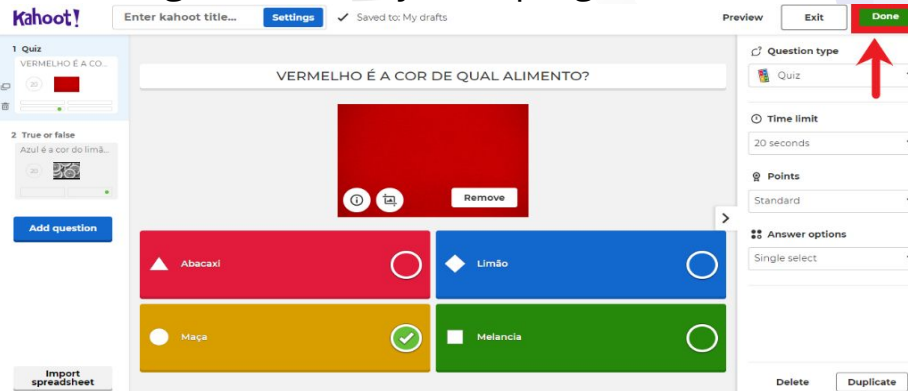 Kahoot!
Enter kahoot title...
Settings
Saved to: My drafts
Preview
Exit
Done
1 Quiz
VERMELHO É A CO...
20
2 True or false
Azul é a cor do limã...
20
Add question
Import
spreadsheet
VERMELHO É A COR DE QUAL ALIMENTO?
Remove
Abacaxi
Limão
Maça
Melancia
Question type
Quiz
Time limit
20 seconds
Points
Standard
Answer options
Single select
Delete
Duplicate